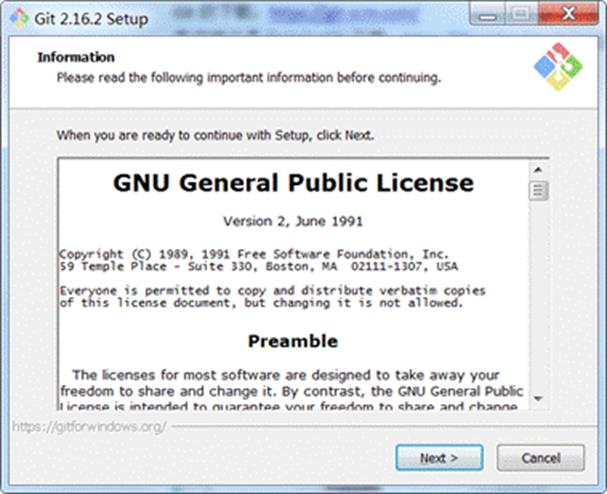 Git 2.16.2 Setup
Information
Please read the following important information before continuing.
When you are ready to continue with Setup, click Next.
GNU General Public License
Version 2, June 1991
Copyright (C) 1989, 1991 Free Software Foundation, Inc.
59 Temple Place - Suite 330, Boston, MA  02111-1307, USA
Everyone is permitted to copy and distribute verbatim copies
of this license document, but changing it is not allowed.
Preamble
The licenses for most software are designed to take away your
freedom to share and change it. By contrast, the GNU General Public
License is intended to guarantee your freedom to share and change
https://gitforwindows.org/
Next >
Cancel